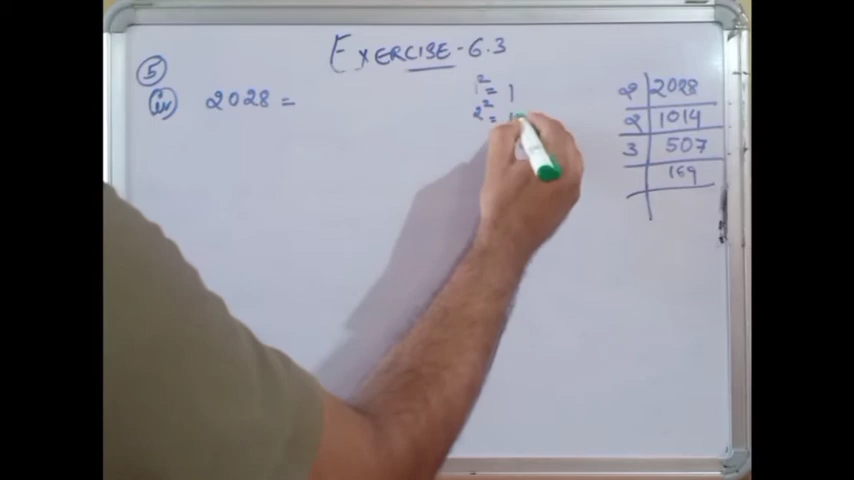 EXERCISE - 6.3
5
iv 2028 =
1² = 1
2² =
2 2028
2 1014
3 507
169